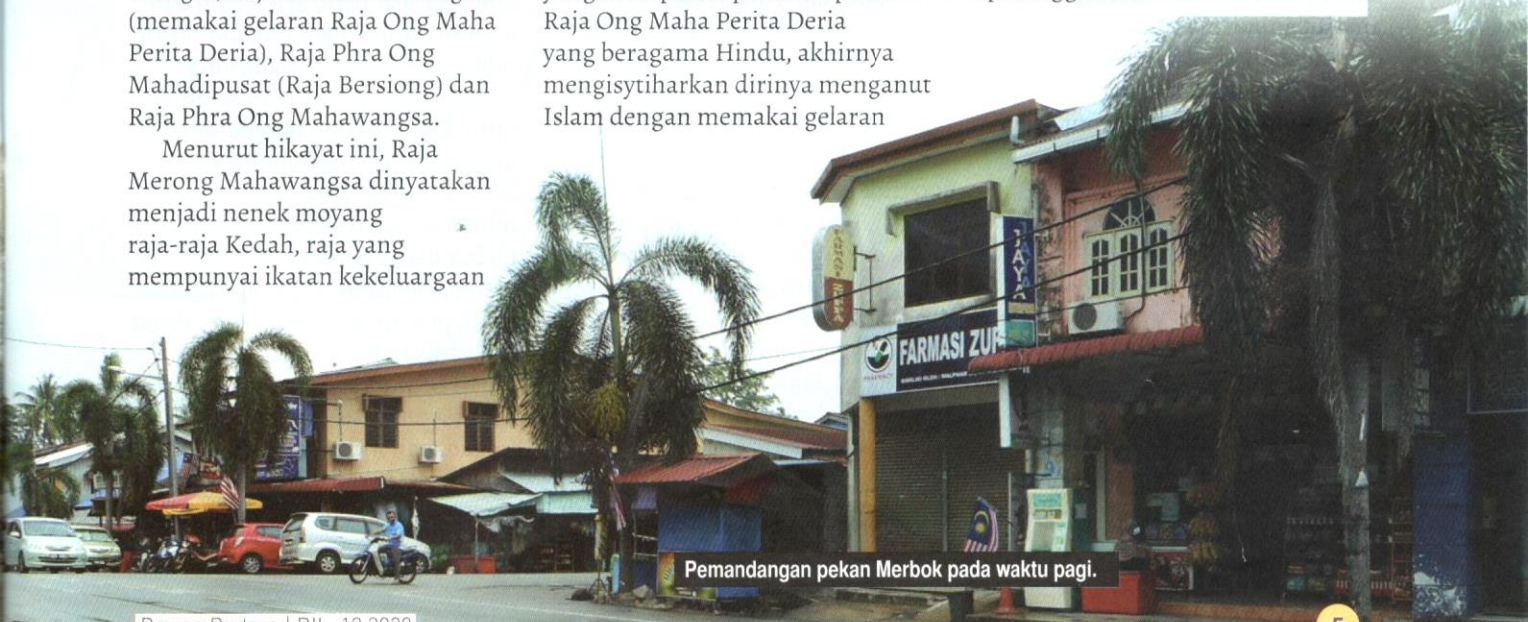 (memakai gelaran Raja Ong Maha
Perita Deria), Raja Phra Ong
Mahadipusat (Raja Bersiong) dan
Raja Phra Ong Mahawangsa.
Menurut hikayat ini, Raja
Merong Mahawangsa dinyatakan
menjadi nenek moyang
raja-raja Kedah, raja yang
mempunyai ikatan kekeluargaan
Raja Ong Maha Perita Deria
yang beragama Hindu, akhirnya
mengisytiharkan dirinya menganut
Islam dengan memakai gelaran
JAYA
FARMASI ZUF
PHARMACY
Pemandangan pekan Merbok pada waktu pagi.
5